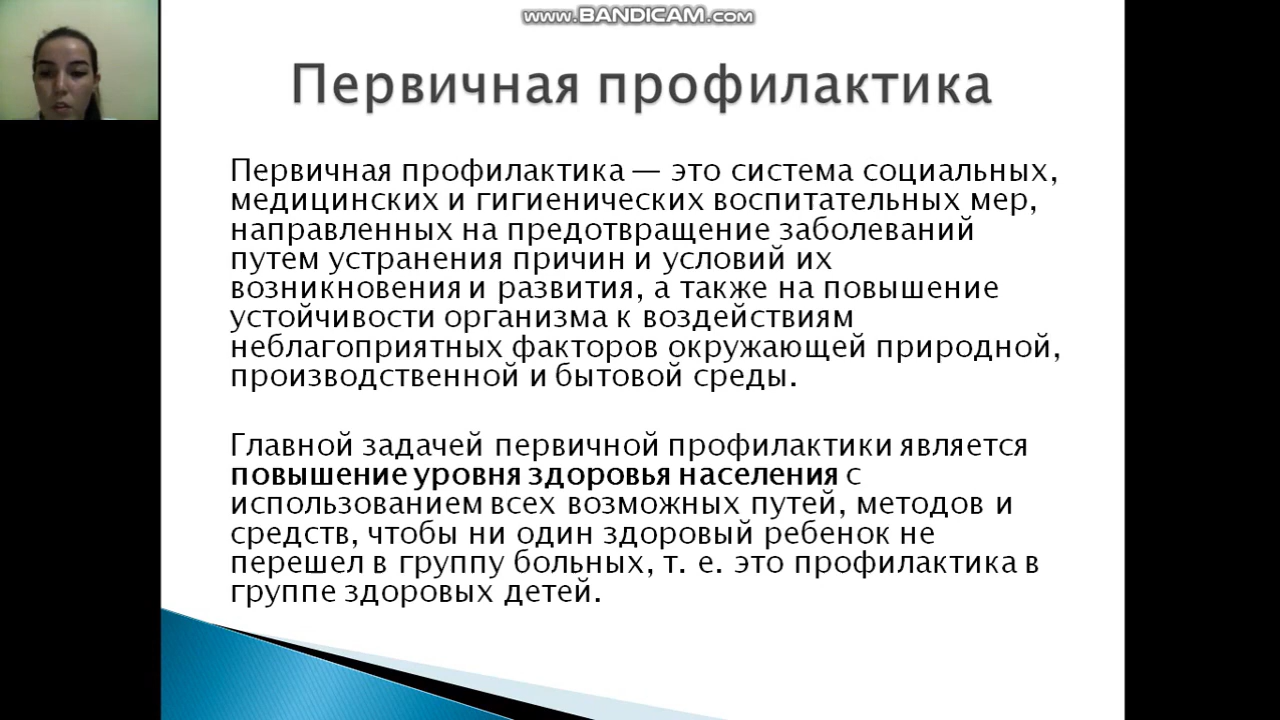 www.BANDICAM.com
Первичная профилактика
Первичная профилактика — это система социальных,
медицинских и гигиенических воспитательных мер,
направленных на предотвращение заболеваний
путем устранения причин и условий их
возникновения и развития, а также на повышение
устойчивости организма к воздействиям
неблагоприятных факторов окружающей природной,
производственной и бытовой среды.
Главной задачей первичной профилактики является
повышение уровня здоровья населения с
использованием всех возможных путей, методов и
средств, чтобы ни один здоровый ребенок не
перешел в группу больных, т. е. это профилактика в
группе здоровых детей.